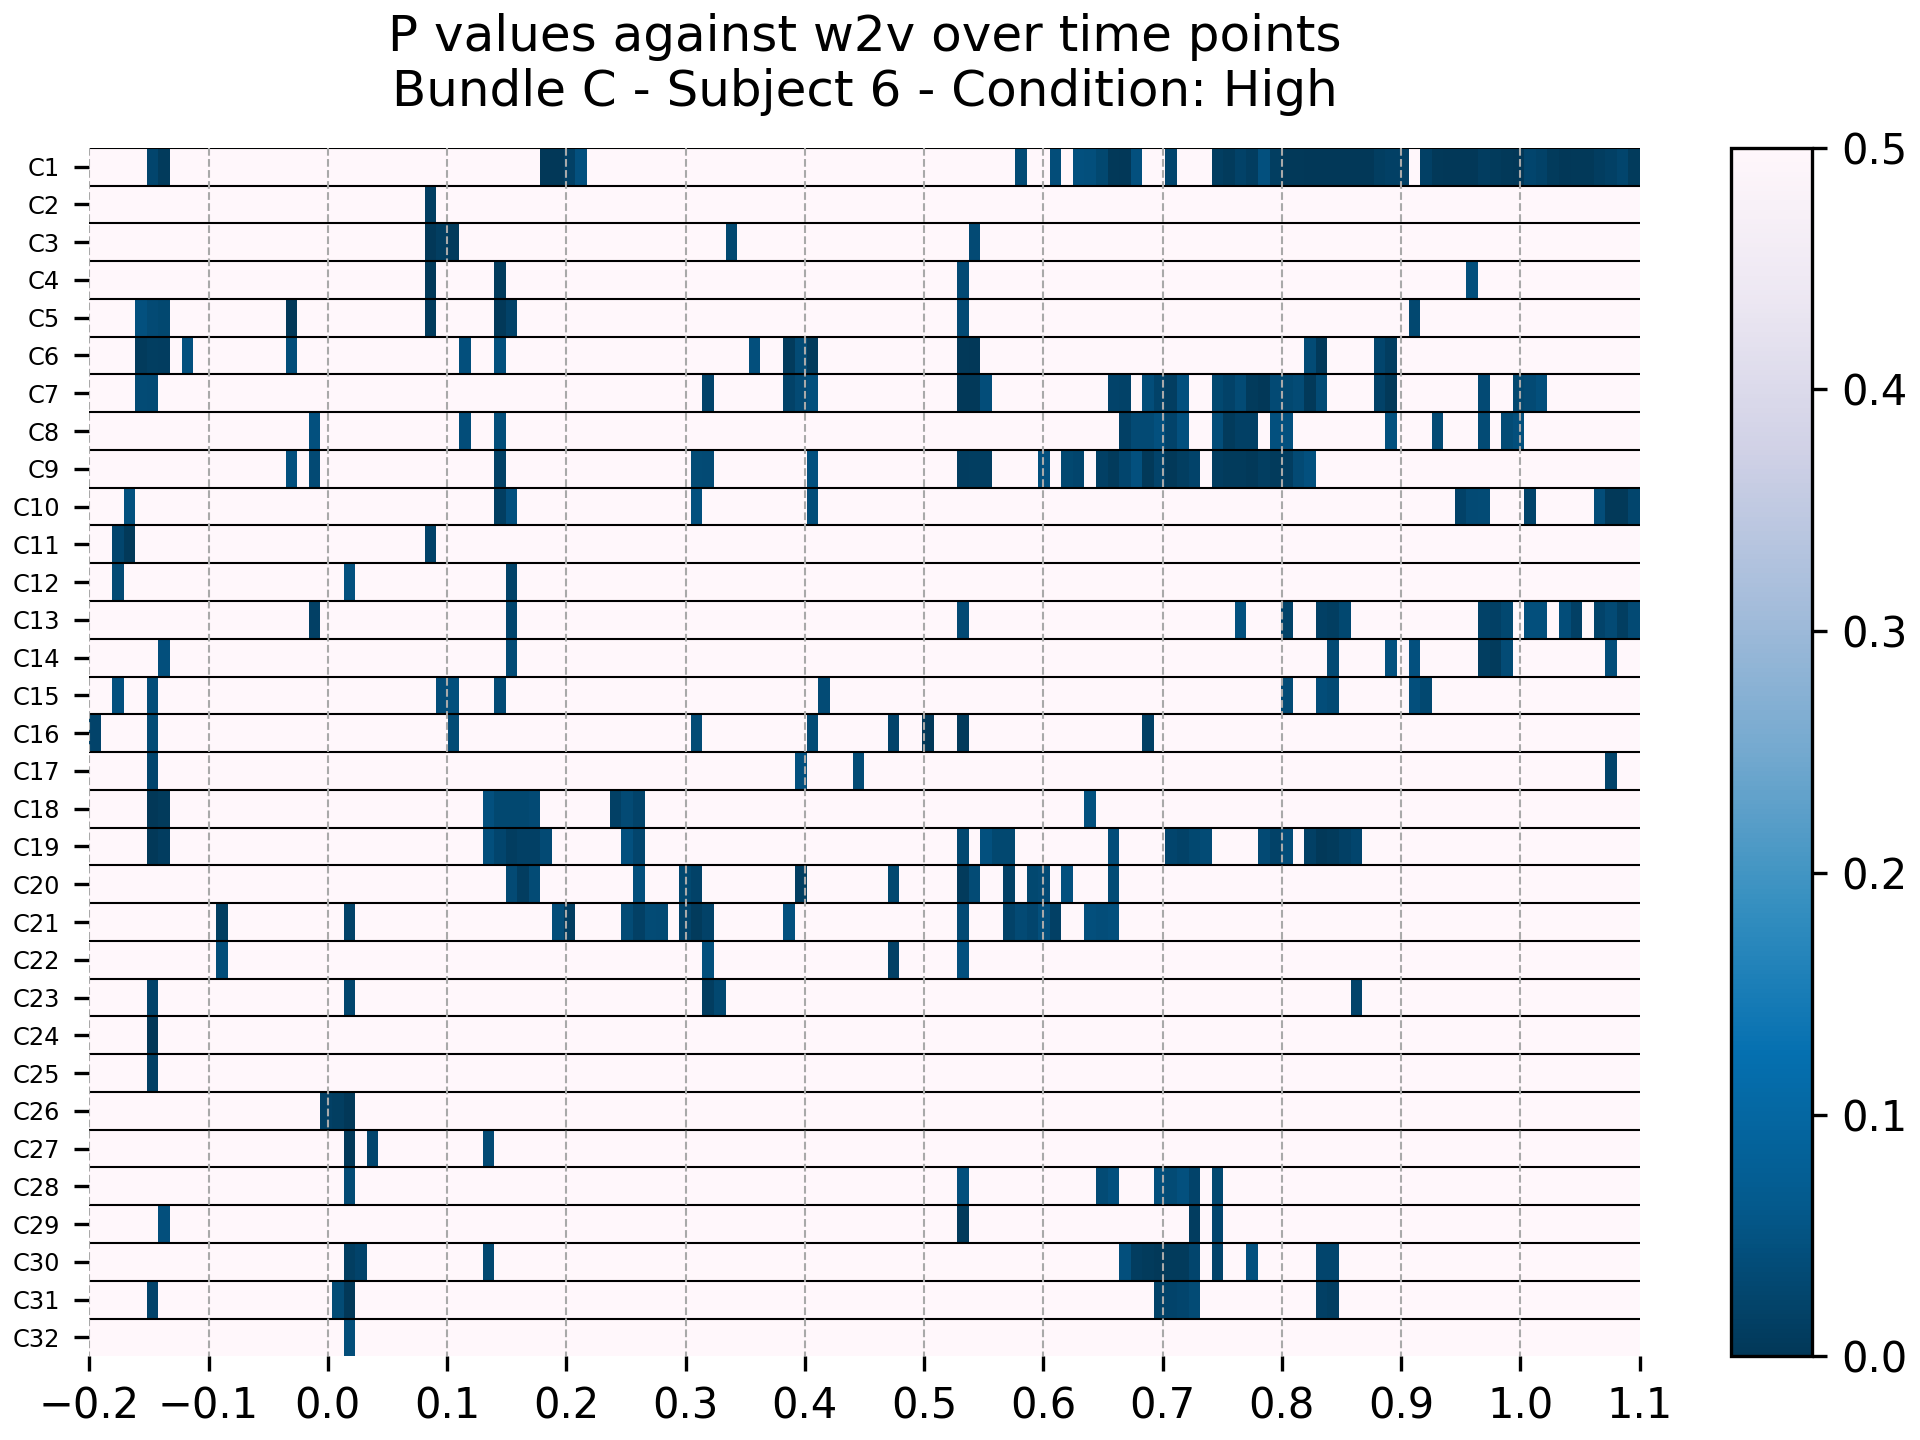 P values against w2v over time points
Bundle C - Subject 6 - Condition: High
C1
C2
C3
C4
C5
C6
C7
C8
C9
C10
C11
C12
C13
C14
C15
C16
C17
C18
C19
C20
C21
C22
C23
C24
C25
C26
C27
C28
C29
C30
C31
C32
−0.2 −0.1 0.0 0.1 0.2 0.3 0.4 0.5 0.6 0.7 0.8 0.9 1.0 1.1
0.5
0.4
0.3
0.2
0.1
0.0